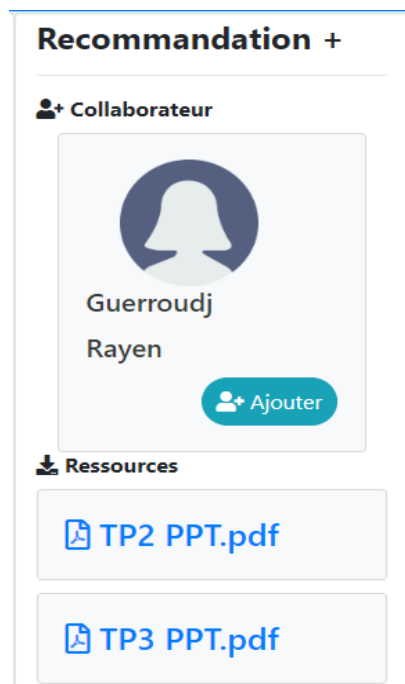 Recommandation +
Collaborateur
Guerroudj
Rayen
Ajouter
Ressources
TP2 PPT.pdf
TP3 PPT.pdf